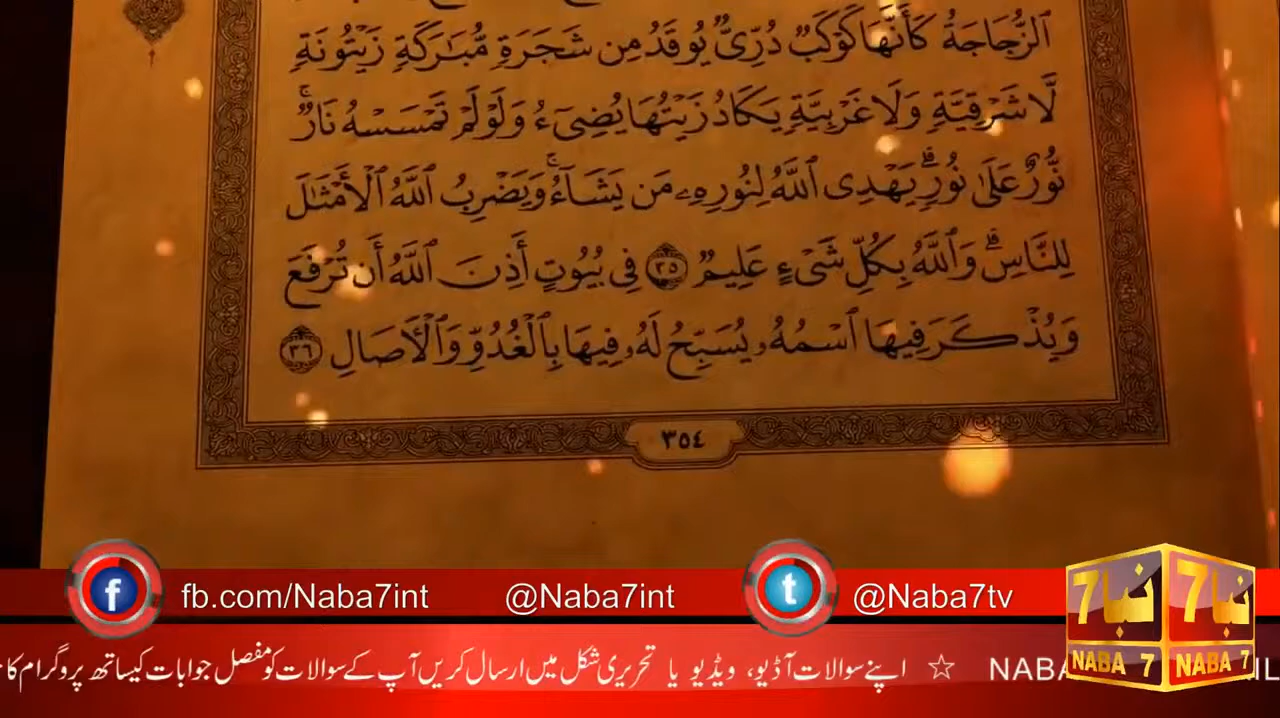 ٱلزُّجَاجَةُ كَأَنَّهَا كَوْكَبٌ دُرِّىٌّ يُوقَدُ مِن شَجَرَةٍ مُّبَٰرَكَةٍ زَيْتُونَةٍ
لَّا شَرْقِيَّةٍ وَلَا غَرْبِيَّةٍ يَكَادُ زَيْتُهَا يُضِىٓءُ وَلَوْ لَمْ تَمْسَسْهُ نَارٌ ۚ
نُّورٌ عَلَىٰ نُورٍ ۗ يَهْدِى ٱللَّهُ لِنُورِهِۦ مَن يَشَآءُ ۚ وَيَضْرِبُ ٱللَّهُ ٱلْأَمْثَٰلَ
لِلنَّاسِ ۗ وَٱللَّهُ بِكُلِّ شَىْءٍ عَلِيمٌ ٣٥ فِى بُيُوتٍ أَذِنَ ٱللَّهُ أَن تُرْفَعَ
وَيُذْكَرَ فِيهَا ٱسْمُهُۥ يُسَبِّحُ لَهُۥ فِيهَا بِٱلْغُدُوِّ وَٱلْءَاصَالِ ٣٦
٣٥٤
f fb.com/Naba7int @Naba7int t @Naba7tv
نبا 7 7 نبا
NABA 7 NABA 7
NABA ☆ اپنے سوالات آڈیو، ویڈیو یا تحریری شکل میں ارسال کریں آپ کے سوالات کو مفصل جوابات کیساتھ پروگرام کا